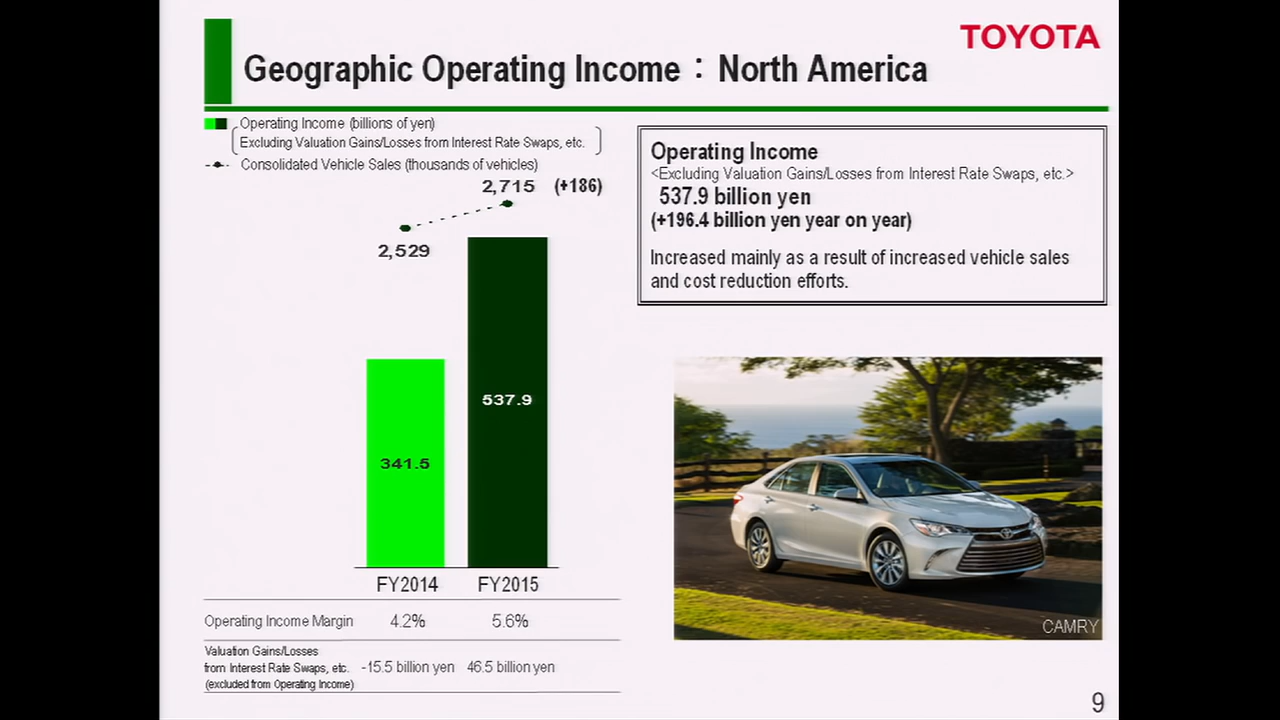 TOYOTA
Geographic Operating Income : North America
Operating Income (billions of yen)
Excluding Valuation Gains/Losses from Interest Rate Swaps, etc.
Consolidated Vehicle Sales (thousands of vehicles)
2,715 (+186)
2,529
537.9
341.5
FY2014 FY2015
Operating Income Margin 4.2% 5.6%
Valuation Gains/Losses
from Interest Rate Swaps, etc. -15.5 billion yen 46.5 billion yen
(excluded from Operating Income)
Operating Income
<Excluding Valuation Gains/Losses from Interest Rate Swaps, etc.>
537.9 billion yen
(+196.4 billion yen year on year)
Increased mainly as a result of increased vehicle sales
and cost reduction efforts.
CAMRY
9